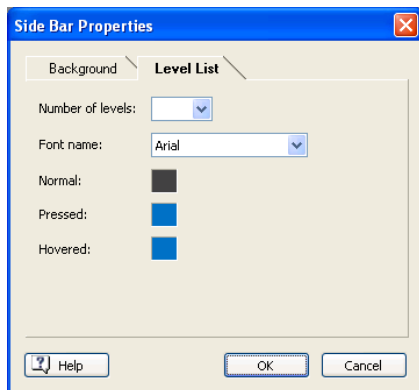 Side Bar Properties
Background Level List
Number of levels:
Font name: Arial
Normal:
Pressed:
Hovered:
Help OK Cancel